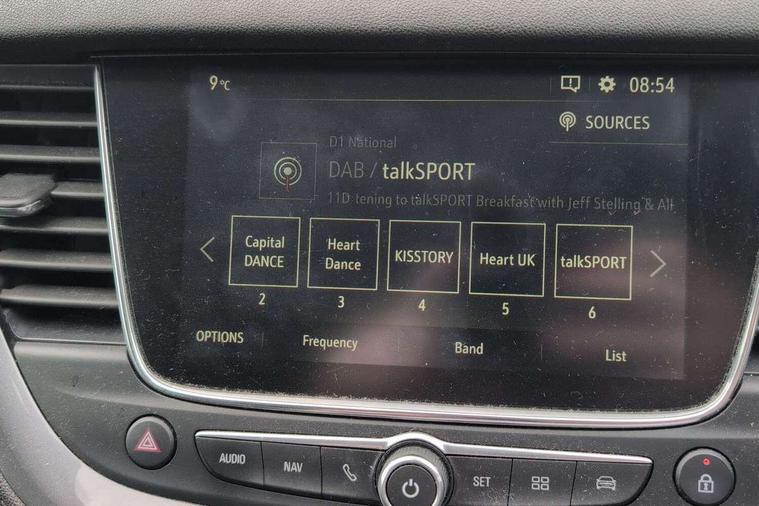 9°C 08:54
SOURCES
D1 National
DAB / talkSPORT
11D tening to talkSPORT Breakfast with Jeff Stelling & All
Capital DANCE
Heart Dance
KISSTORY
Heart UK
talkSPORT
2 3 4 5 6
OPTIONS Frequency Band List
AUDIO NAV SET